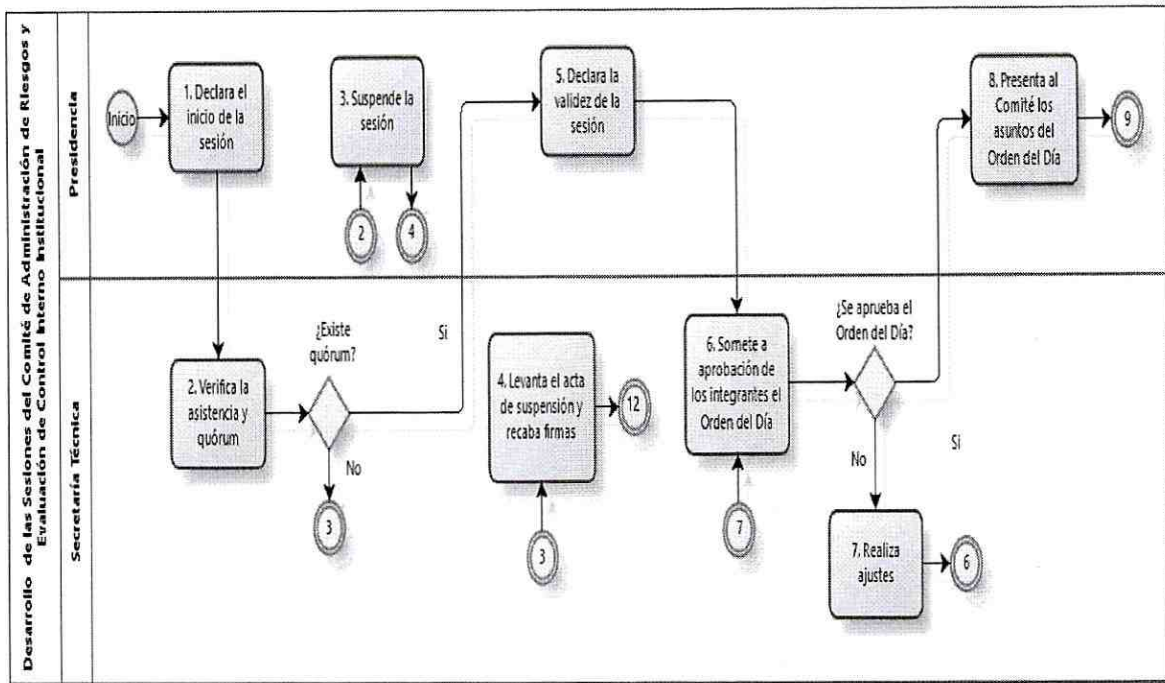 Desarrollo de las Sesiones del Comité de Administración de Riesgos y
Evaluación de Control Interno Institucional
Presidencia
Inicio
1. Declara el
inicio de la
sesión
3. Suspende la
sesión
2
4
5. Declara la
validez de la
sesión
8. Presenta al
Comité los
asuntos del
Orden del Día
9
Secretaría Técnica
2. Verifica la
asistencia y
quórum
¿Existe
quórum?
Si
No
3
4. Levanta el acta
de suspensión y
recaba firmas
12
3
6. Somete a
aprobación de
los integrantes el
Orden del Día
7
¿Se aprueba el
Orden del Día?
No
Si
7. Realiza
ajustes
6